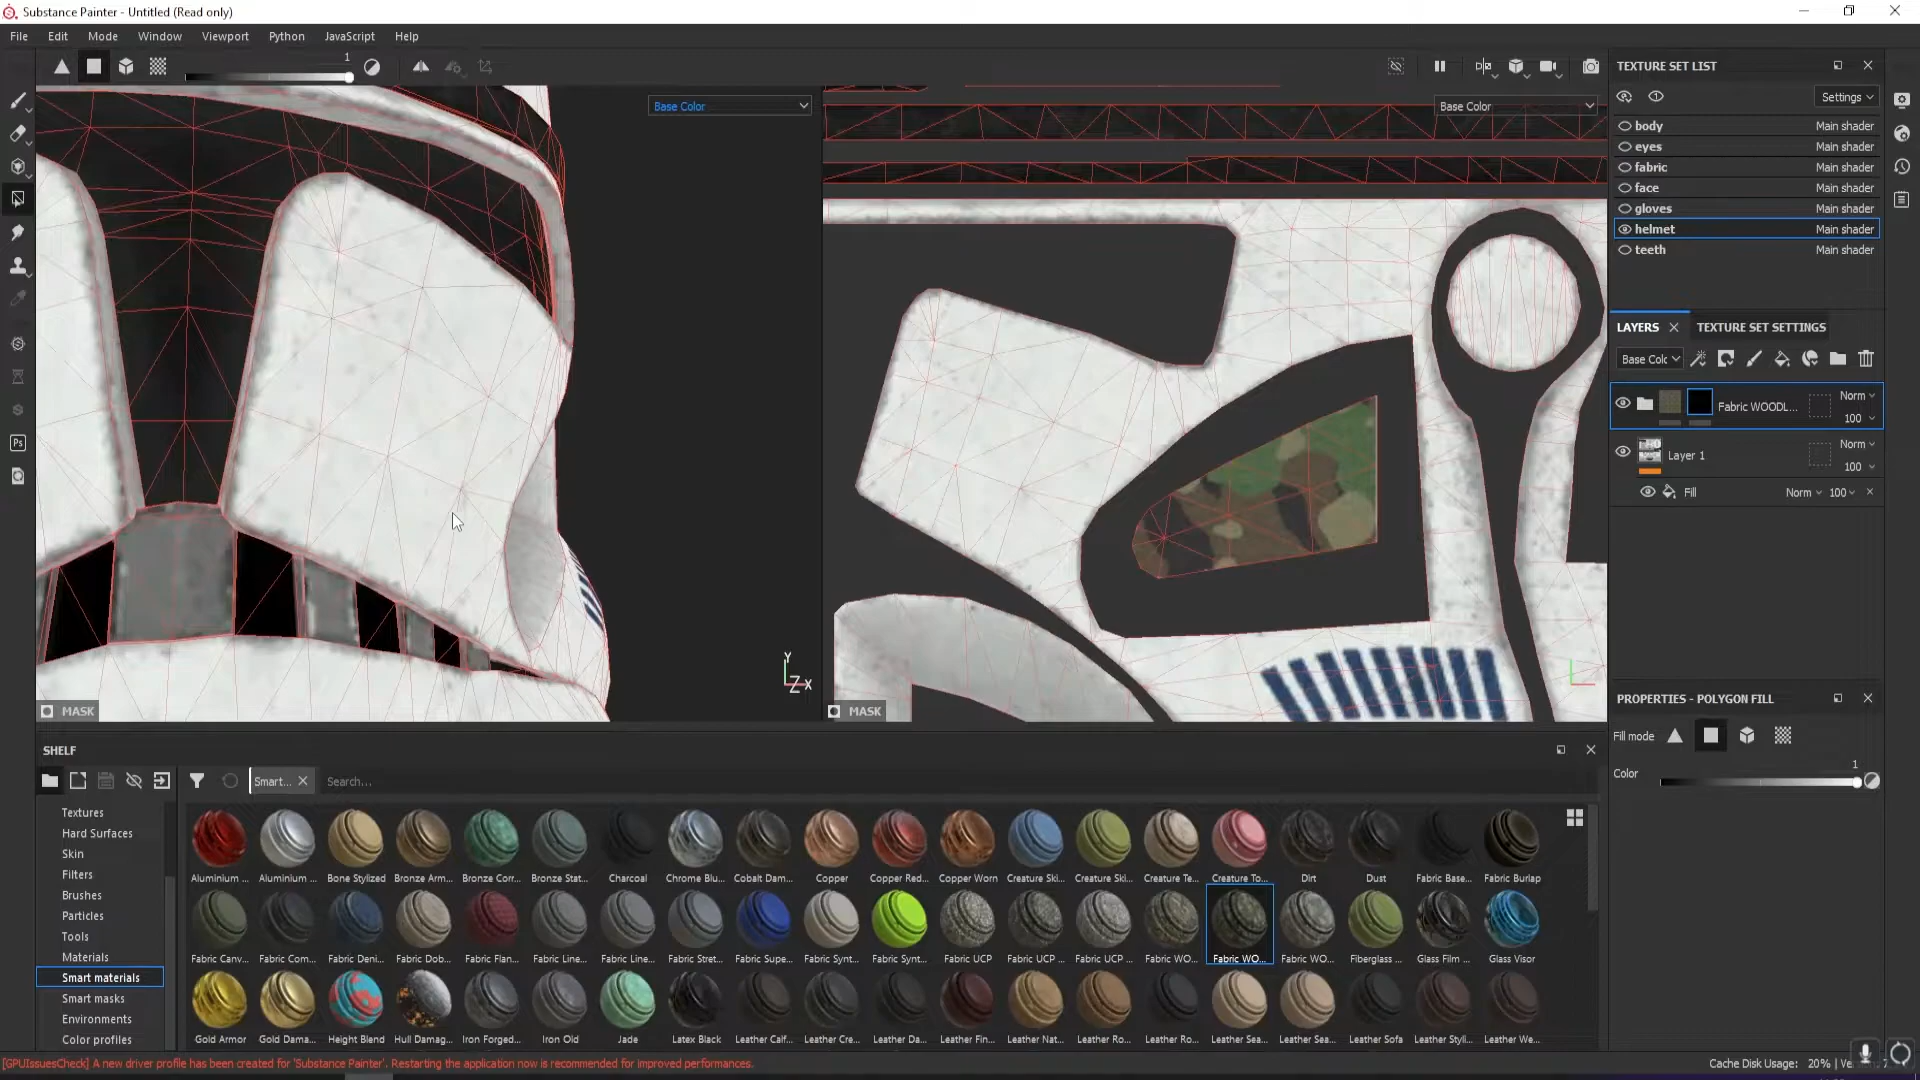 Substance Painter - Untitled (Read only)
File Edit Mode Window Viewport Python JavaScript Help
1
Base Color
Base Color
Y
Z X
MASK
MASK
TEXTURE SET LIST
Settings
body Main shader
eyes Main shader
fabric Main shader
face Main shader
gloves Main shader
helmet Main shader
teeth Main shader
LAYERS TEXTURE SET SETTINGS
Base Colc
Fabric WOODL... Norm
100
Layer 1 Norm
100
Fill Norm 100
PROPERTIES - POLYGON FILL
Fill mode
Color 1
Ps
SHELF
Smart... Search...
Textures
Hard Surfaces
Skin
Filters
Brushes
Particles
Tools
Materials
Smart materials
Smart masks
Environments
Color profiles
Aluminium ... Aluminium ... Bone Stylized Bronze Arm... Bronze Corr... Bronze Stat... Charcoal Chrome Blu... Cobalt Dam... Copper Copper Red... Copper Worn Creature Ski... Creature Ski... Creature Te... Creature To... Dirt Dust Fabric Base... Fabric Burlap
Fabric Canv... Fabric Com... Fabric Deni... Fabric Dob... Fabric Flan... Fabric Line... Fabric Line... Fabric Stret... Fabric Supe... Fabric Synt... Fabric Synt... Fabric UCP Fabric UCP ... Fabric UCP ... Fabric WO... Fabric WO... Fabric WO... Fiberglass ... Glass Film ... Glass Visor
Gold Armor Gold Dama... Height Blend Hull Damag... Iron Forged... Iron Old Jade Latex Black Leather Calf... Leather Cre... Leather Da... Leather Fin... Leather Nat... Leather Ro... Leather Ro... Leather Sea... Leather Sea... Leather Sofa Leather Styli... Leather We...
[GPUIssuesCheck] A new driver profile has been created for 'Substance Painter'. Restarting the application now is recommended for improved performances.
Cache Disk Usage: 20% | Ve